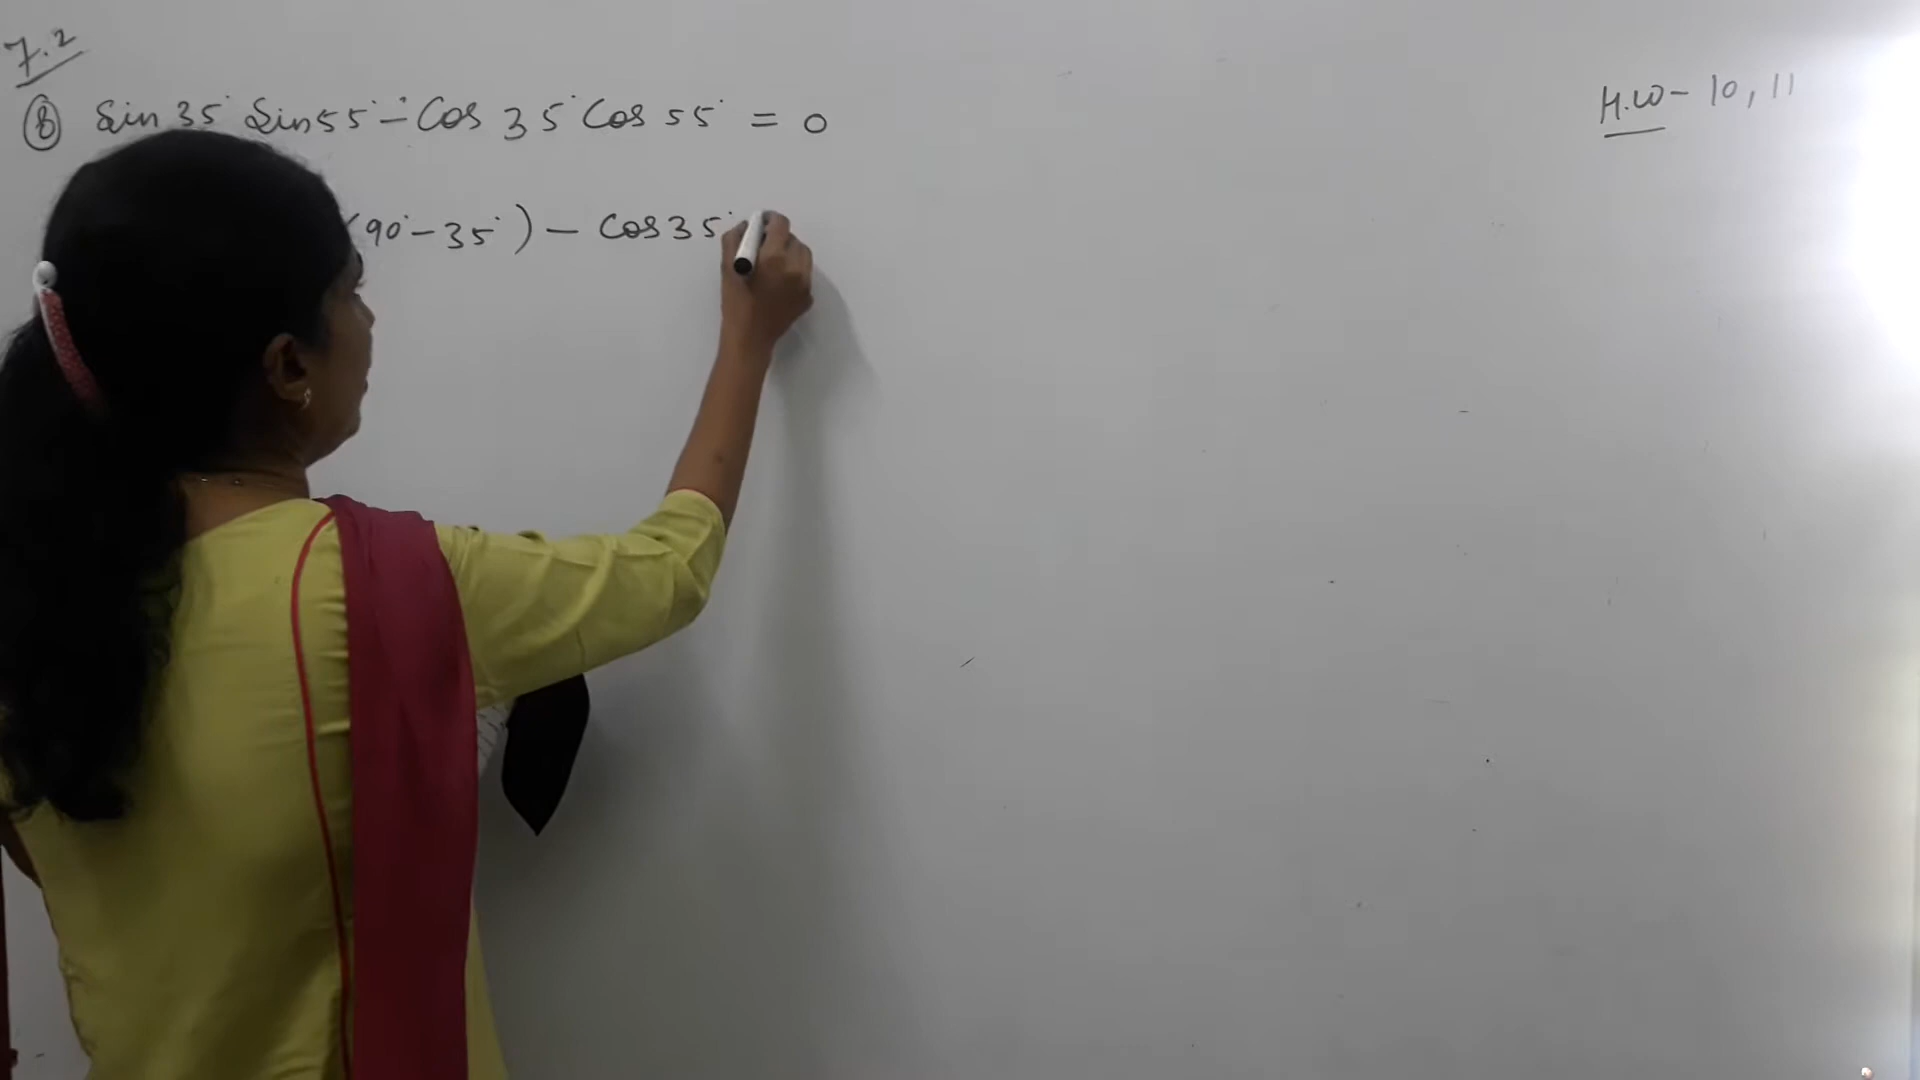 7.2
H.W - 10, 11
⑧ Sin 35° Sin 55° - Cos 35° Cos 55° = 0
(90° - 35°) - Cos 35°